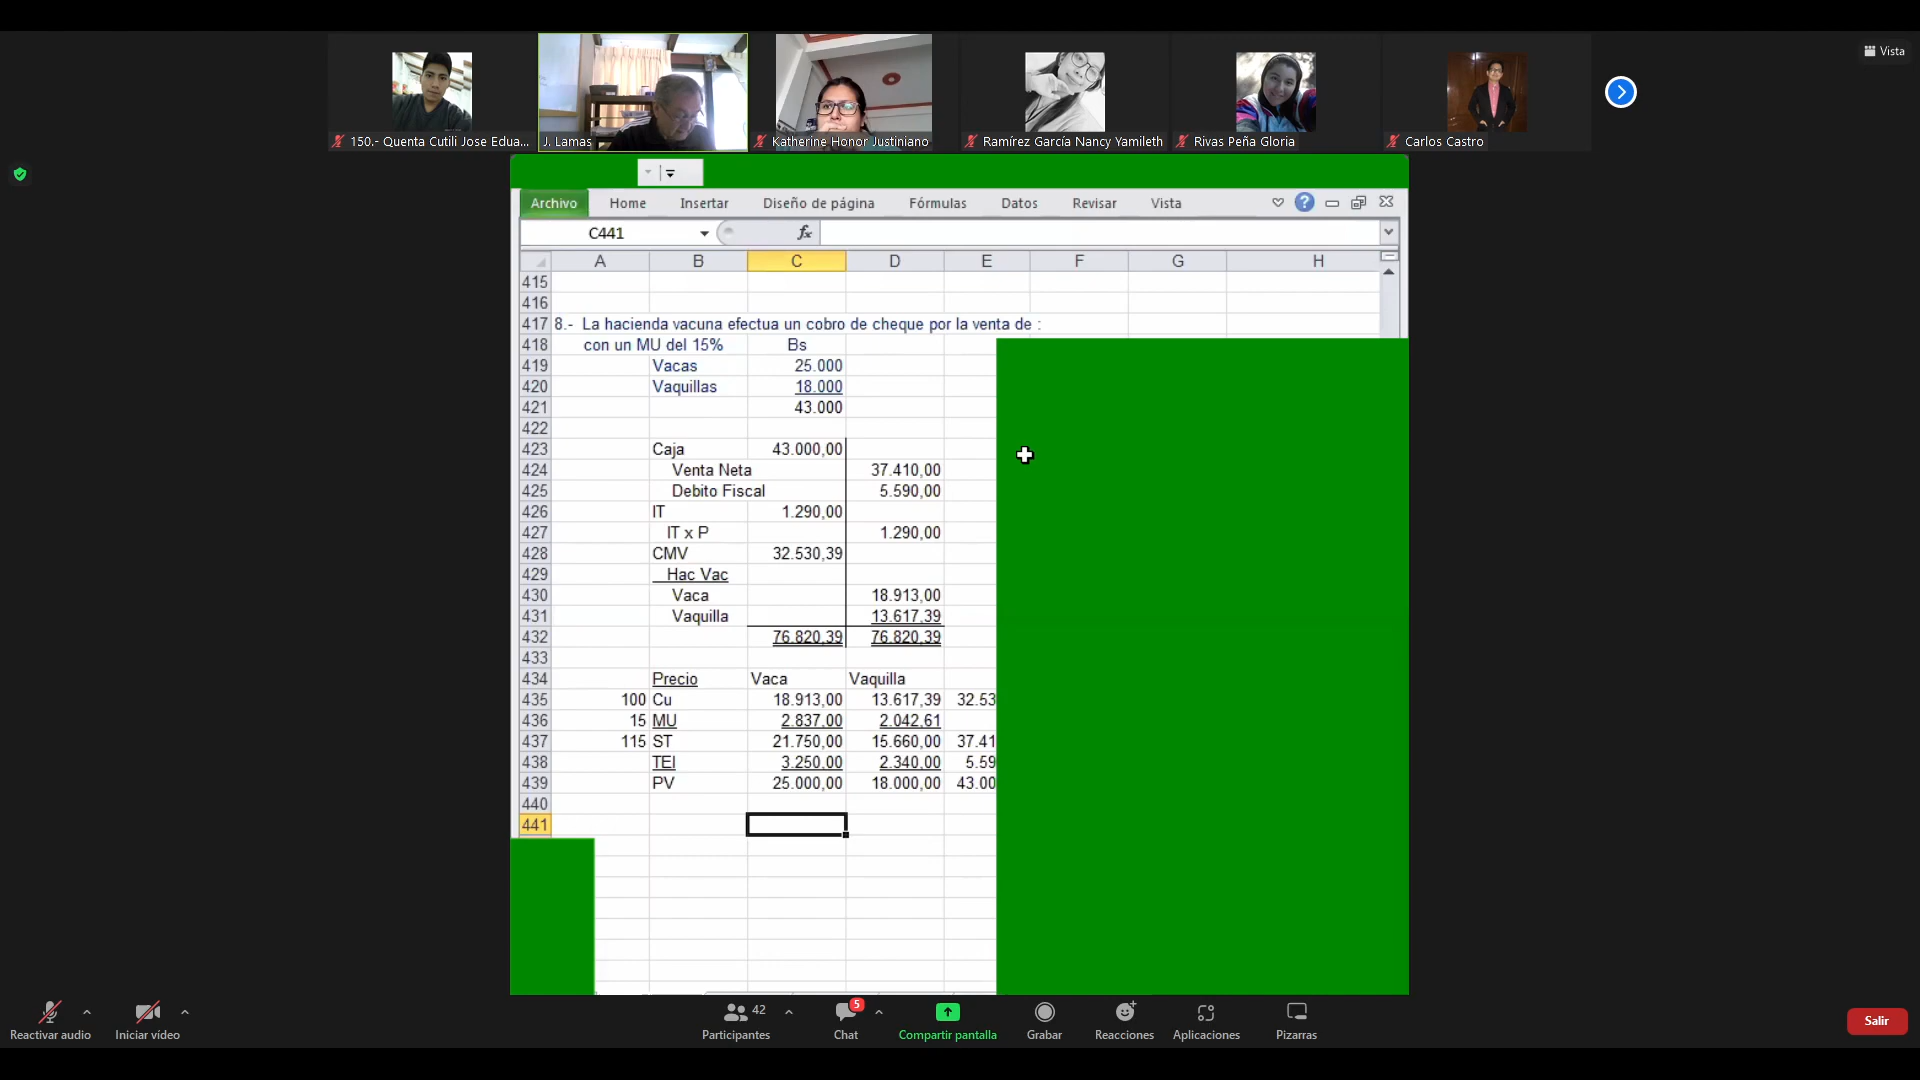 Vista
150.- Quenta Cutili Jose Edua...
J. Lamas
Katherine Honor Justiniano
Ramírez García Nancy Yamileth
Rivas Peña Gloria
Carlos Castro
Archivo Home Insertar Diseño de página Fórmulas Datos Revisar Vista
C441 fx
A B C D E F G H
415
416
417 8.- La hacienda vacuna efectua un cobro de cheque por la venta de :
418 con un MU del 15% Bs
419 Vacas 25.000
420 Vaquillas 18.000
421 43.000
422
423 Caja 43.000,00
424 Venta Neta 37.410,00
425 Debito Fiscal 5.590,00
426 IT 1.290,00
427 IT x P 1.290,00
428 CMV 32.530,39
429 Hac Vac
430 Vaca 18.913,00
431 Vaquilla 13.617,39
432 76.820,39 76.820,39
433
434 Precio Vaca Vaquilla
435 100 Cu 18.913,00 13.617,39 32.53
436 15 MU 2.837,00 2.042,61
437 115 ST 21.750,00 15.660,00 37.41
438 TEI 3.250,00 2.340,00 5.59
439 PV 25.000,00 18.000,00 43.00
440
441
Reactivar audio
Iniciar vídeo
42
Participantes
5
Chat
Compartir pantalla
Grabar
Reacciones
Aplicaciones
Pizarras
Salir